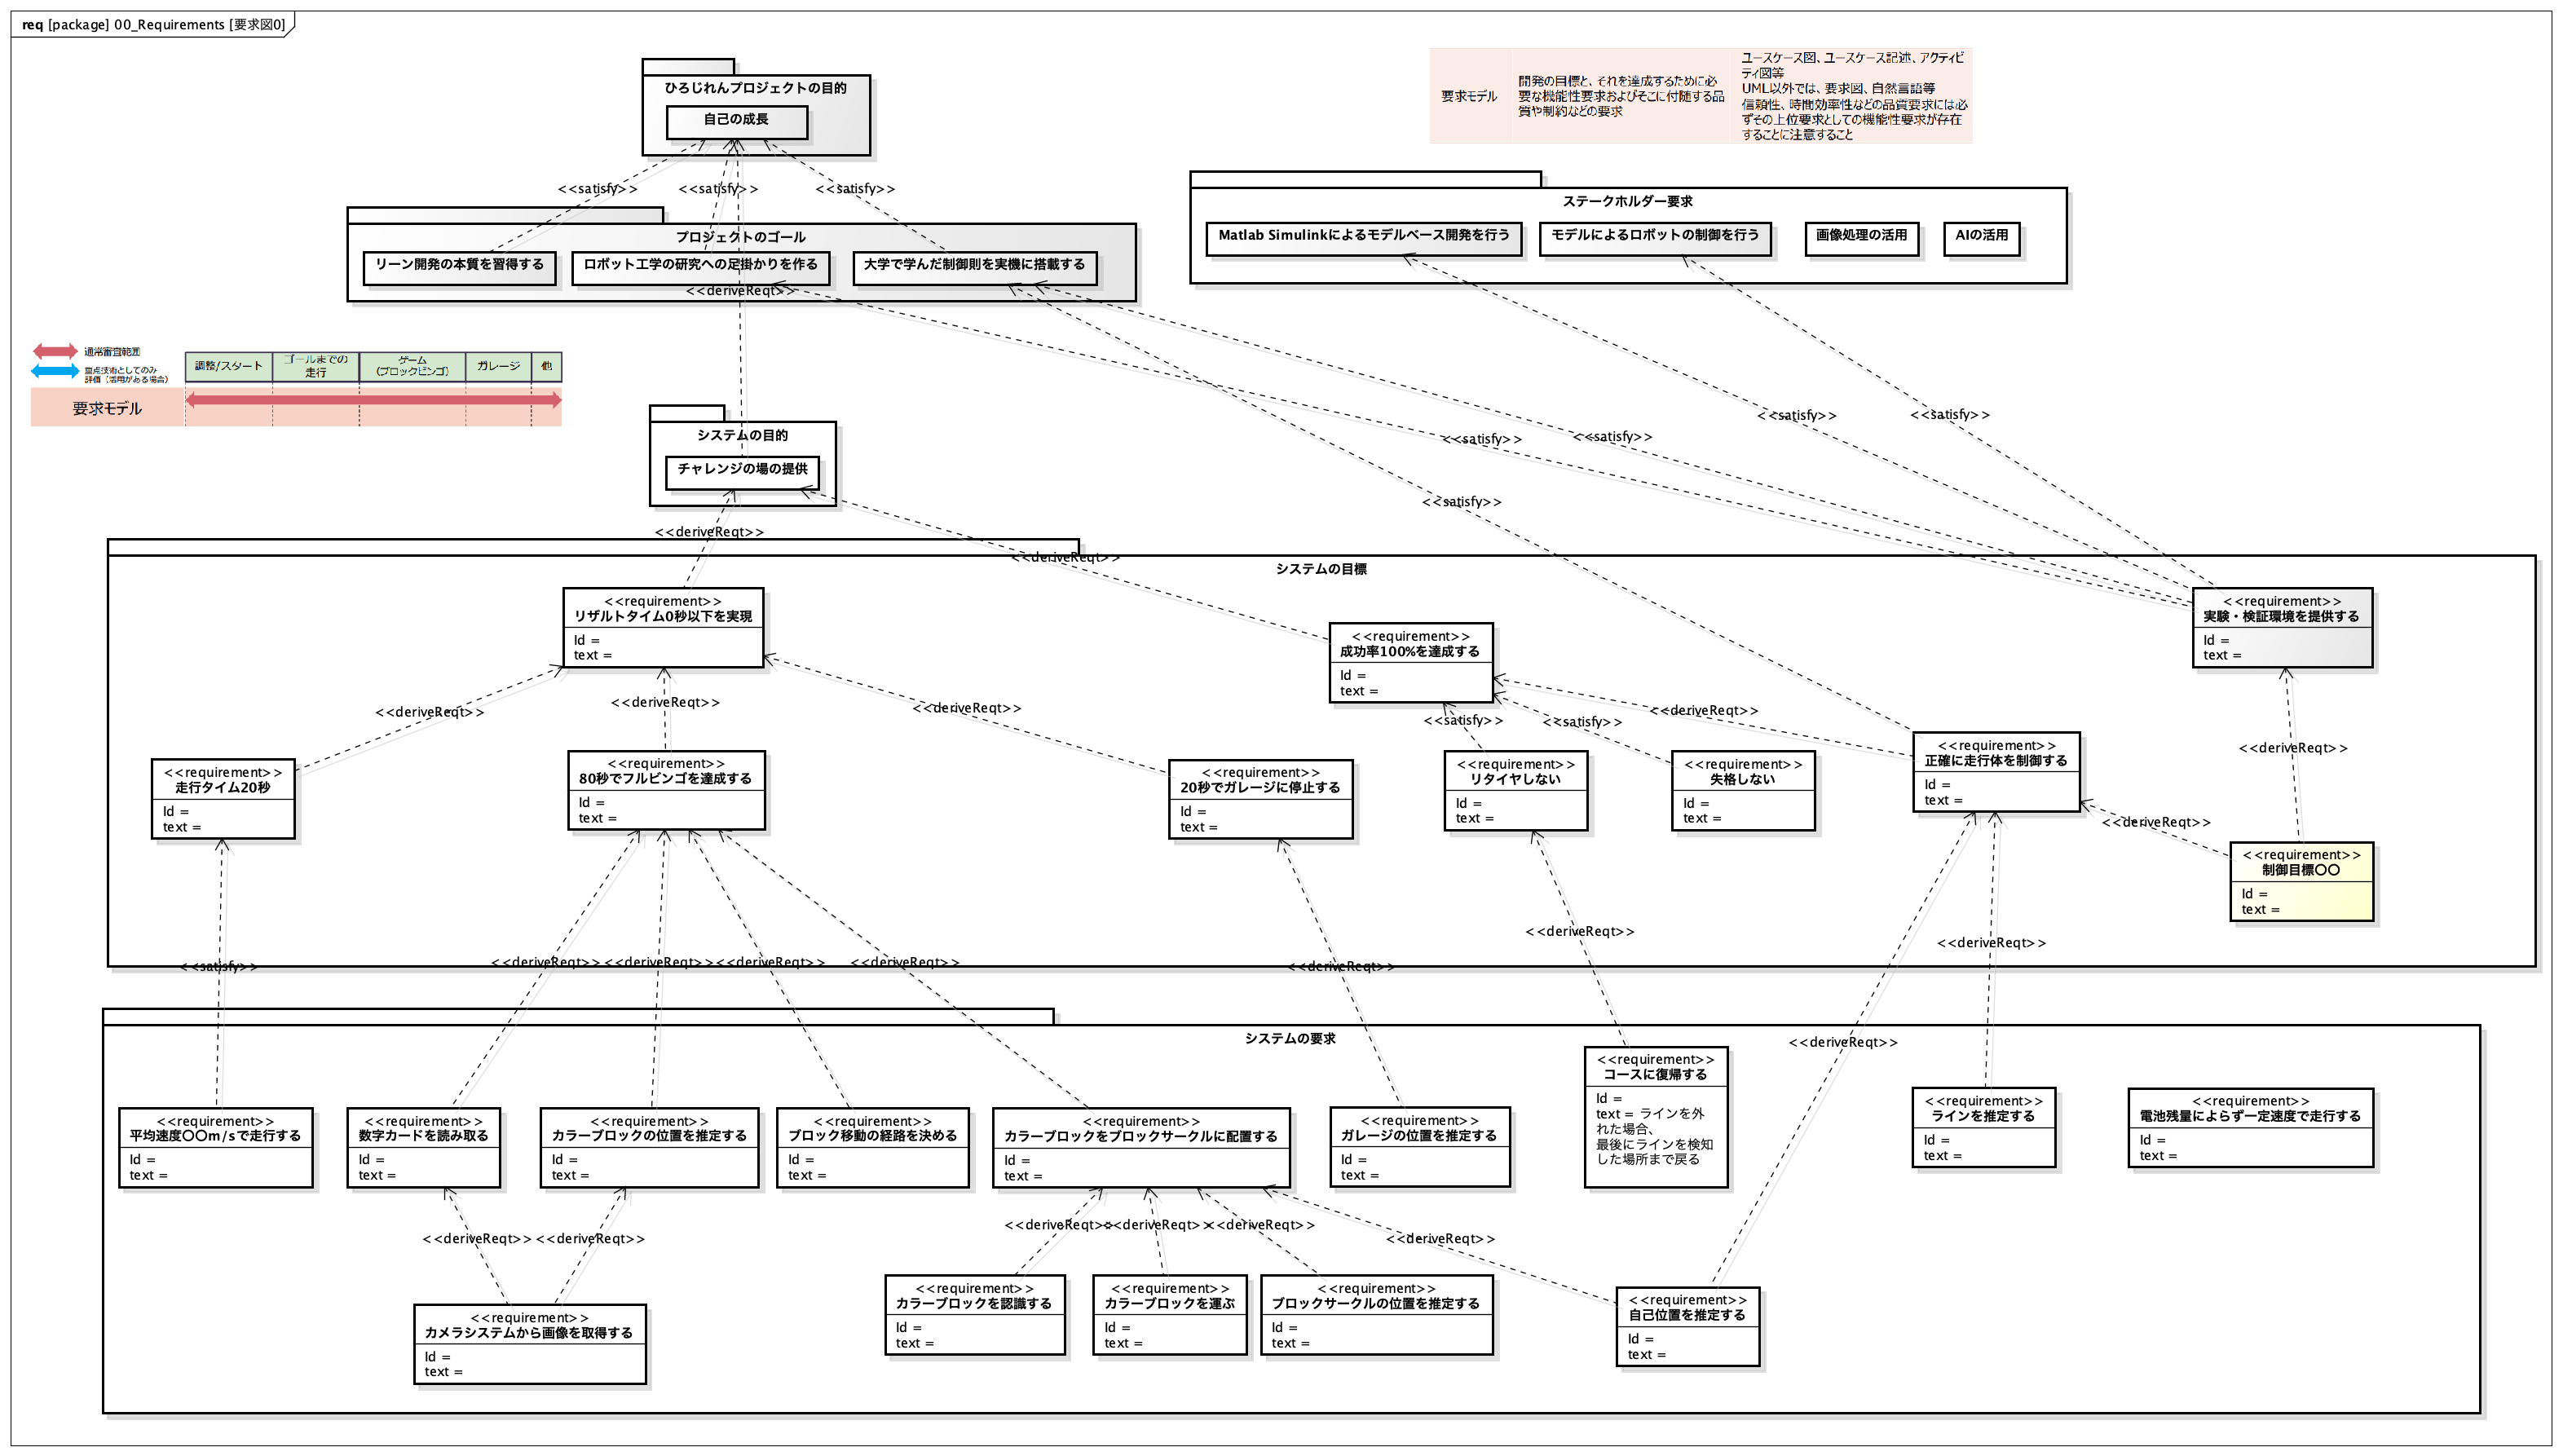 req [package] 00_Requirements [要求図0]
ひろじれんプロジェクトの目的
自己の成長
要求モデル
開発の目標と、それを達成するために必
要な機能性要求およびそこに付随する品
質や制約などの要求
ユースケース図、ユースケース記述、アクティビ
ティ図等
UML以外では、要求図、自然言語等
信頼性、時間効率性などの品質要求には必
ずその上位要求としての機能性要求が存在
することに注意すること
<<satisfy>>
<<satisfy>>
<<satisfy>>
ステークホルダー要求
Matlab Simulinkによるモデルベース開発を行う
モデルによるロボットの制御を行う
画像処理の活用
AIの活用
プロジェクトのゴール
リーン開発の本質を習得する
ロボット工学の研究への足掛かりを作る
大学で学んだ制御則を実機に搭載する
<<deriveReqt>>
通常審査範囲
重点技術としてのみ
評価（活用がある場合）
調整/スタート
ゴールまでの
走行
ゲーム
（ブロックビンゴ）
ガレージ
他
要求モデル
システムの目的
チャレンジの場の提供
<<satisfy>>
<<satisfy>>
<<satisfy>>
<<satisfy>>
<<satisfy>>
<<deriveReqt>>
<<deriveReqt>>
システムの目標
<<requirement>>
リザルトタイム0秒以下を実現
Id =
text =
<<requirement>>
成功率100%を達成する
Id =
text =
<<requirement>>
実験・検証環境を提供する
Id =
text =
<<deriveReqt>>
<<deriveReqt>>
<<deriveReqt>>
<<satisfy>>
<<satisfy>>
<<deriveReqt>>
<<deriveReqt>>
<<requirement>>
走行タイム20秒
Id =
text =
<<requirement>>
80秒でフルビンゴを達成する
Id =
text =
<<requirement>>
20秒でガレージに停止する
Id =
text =
<<requirement>>
リタイヤしない
Id =
text =
<<requirement>>
失格しない
Id =
text =
<<requirement>>
正確に走行体を制御する
Id =
text =
<<deriveReqt>>
<<requirement>>
制御目標〇〇
Id =
text =
<<satisfy>>
<<deriveReqt>>
<<deriveReqt>>
<<deriveReqt>>
<<deriveReqt>>
<<deriveReqt>>
<<deriveReqt>>
<<deriveReqt>>
<<deriveReqt>>
システムの要求
<<requirement>>
平均速度〇〇m/sで走行する
Id =
text =
<<requirement>>
数字カードを読み取る
Id =
text =
<<requirement>>
カラーブロックの位置を推定する
Id =
text =
<<requirement>>
ブロック移動の経路を決める
Id =
text =
<<requirement>>
カラーブロックをブロックサークルに配置する
Id =
text =
<<requirement>>
ガレージの位置を推定する
Id =
text =
<<requirement>>
コースに復帰する
Id =
text = ラインを外
れた場合、
最後にラインを検知
した場所まで戻る
<<requirement>>
ラインを推定する
Id =
text =
<<requirement>>
電池残量によらず一定速度で走行する
Id =
text =
<<deriveReqt>>
<<deriveReqt>>
<<deriveReqt>>
<<deriveReqt>>
<<deriveReqt>>
<<deriveReqt>>
<<requirement>>
カメラシステムから画像を取得する
Id =
text =
<<requirement>>
カラーブロックを認識する
Id =
text =
<<requirement>>
カラーブロックを運ぶ
Id =
text =
<<requirement>>
ブロックサークルの位置を推定する
Id =
text =
<<requirement>>
自己位置を推定する
Id =
text =